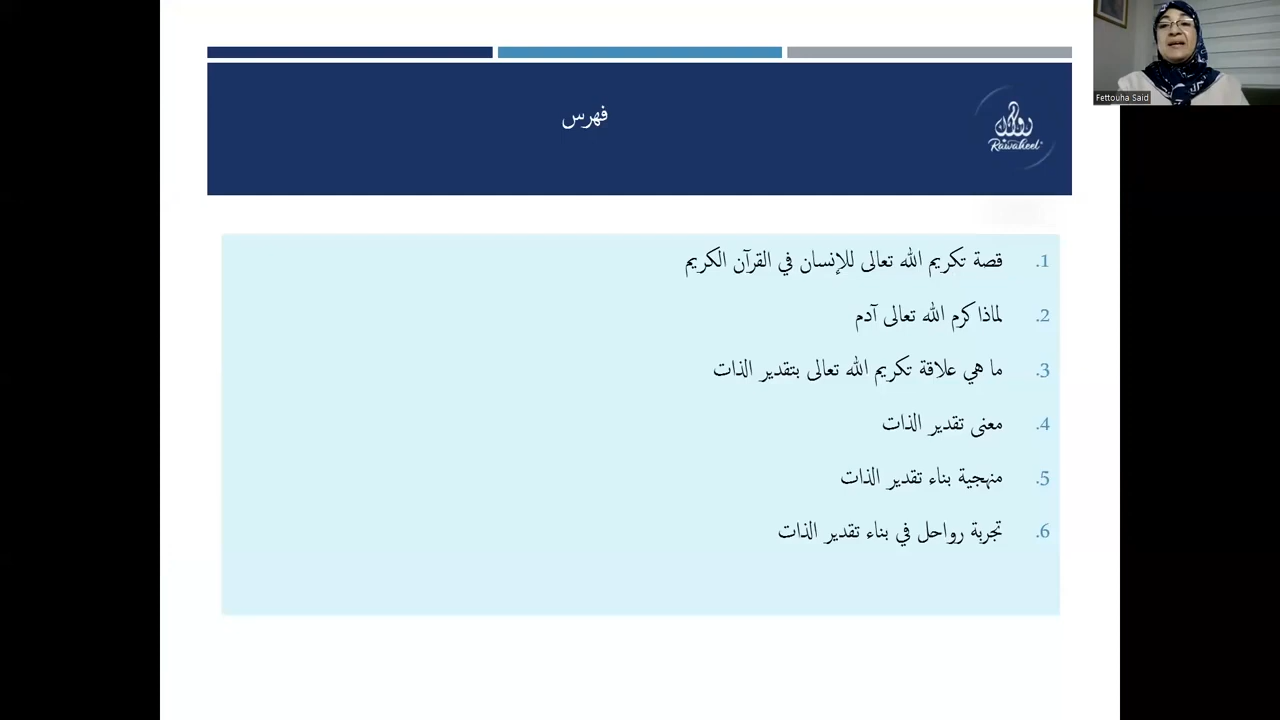 فهرس
رواحل
Rawaheel
Fettouha Said
1. قصة تكريم الله تعالى للإنسان في القرآن الكريم
2. لماذا كرم الله تعالى آدم
3. ما هي علاقة تكريم الله تعالى بتقدير الذات
4. معنى تقدير الذات
5. منهجية بناء تقدير الذات
6. تجربة رواحل في بناء تقدير الذات